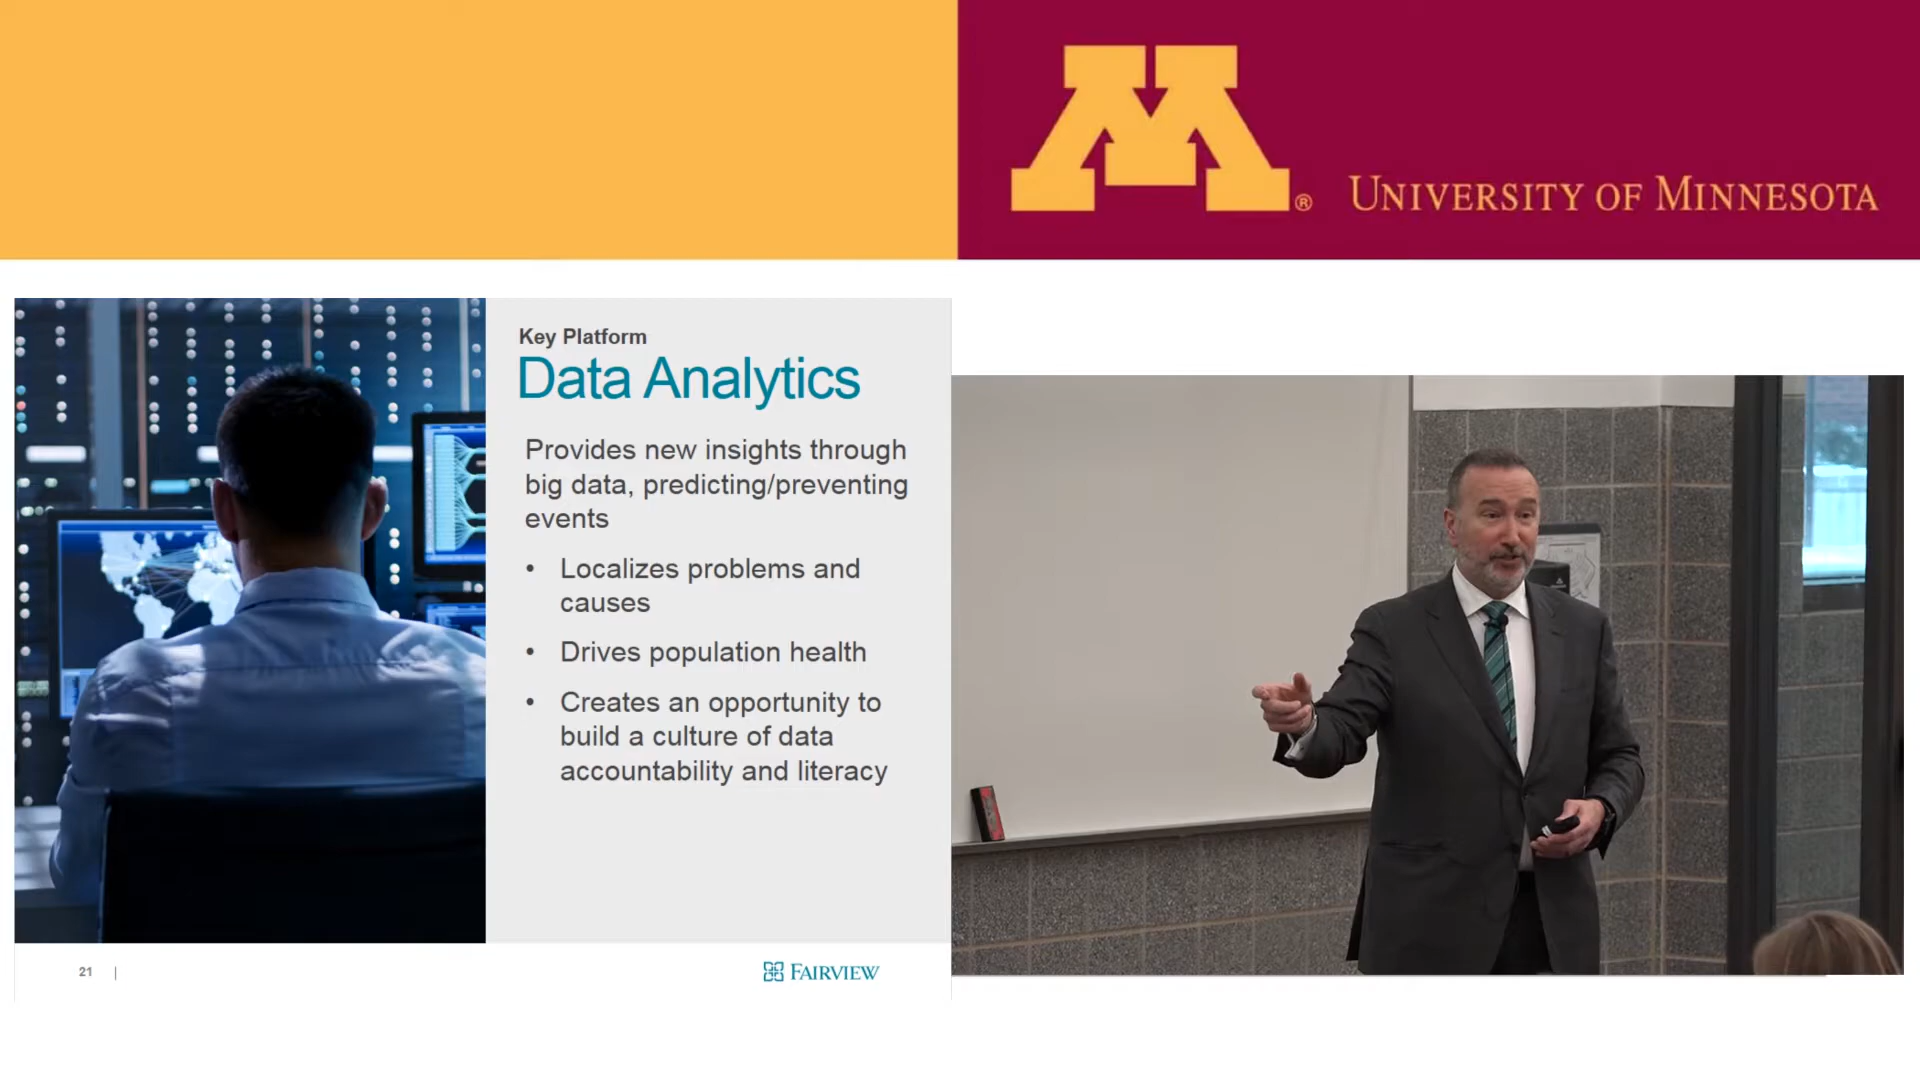 M®
UNIVERSITY OF MINNESOTA
Key Platform
Data Analytics
Provides new insights through
big data, predicting/preventing
events
• Localizes problems and
causes
• Drives population health
• Creates an opportunity to
build a culture of data
accountability and literacy
21 |
FAIRVIEW